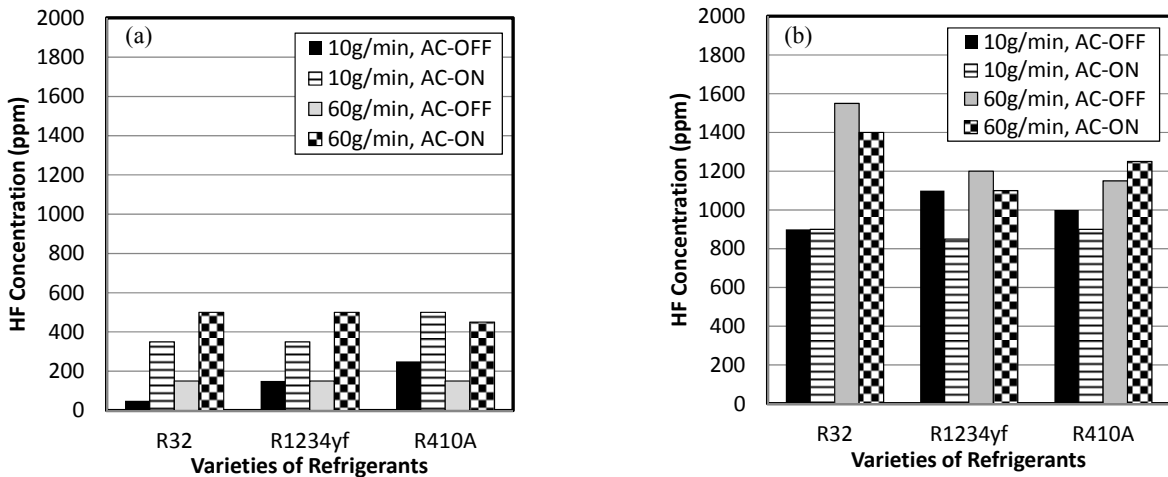 (a)
10g/min, AC-OFF
10g/min, AC-ON
60g/min, AC-OFF
60g/min, AC-ON
HF Concentration (ppm)
2000
1800
1600
1400
1200
1000
800
600
400
200
0
R32 R1234yf R410A
Varieties of Refrigerants
(b)
10g/min, AC-OFF
10g/min, AC-ON
60g/min, AC-OFF
60g/min, AC-ON
HF Concentration (ppm)
2000
1800
1600
1400
1200
1000
800
600
400
200
0
R32 R1234yf R410A
Varieties of Refrigerants